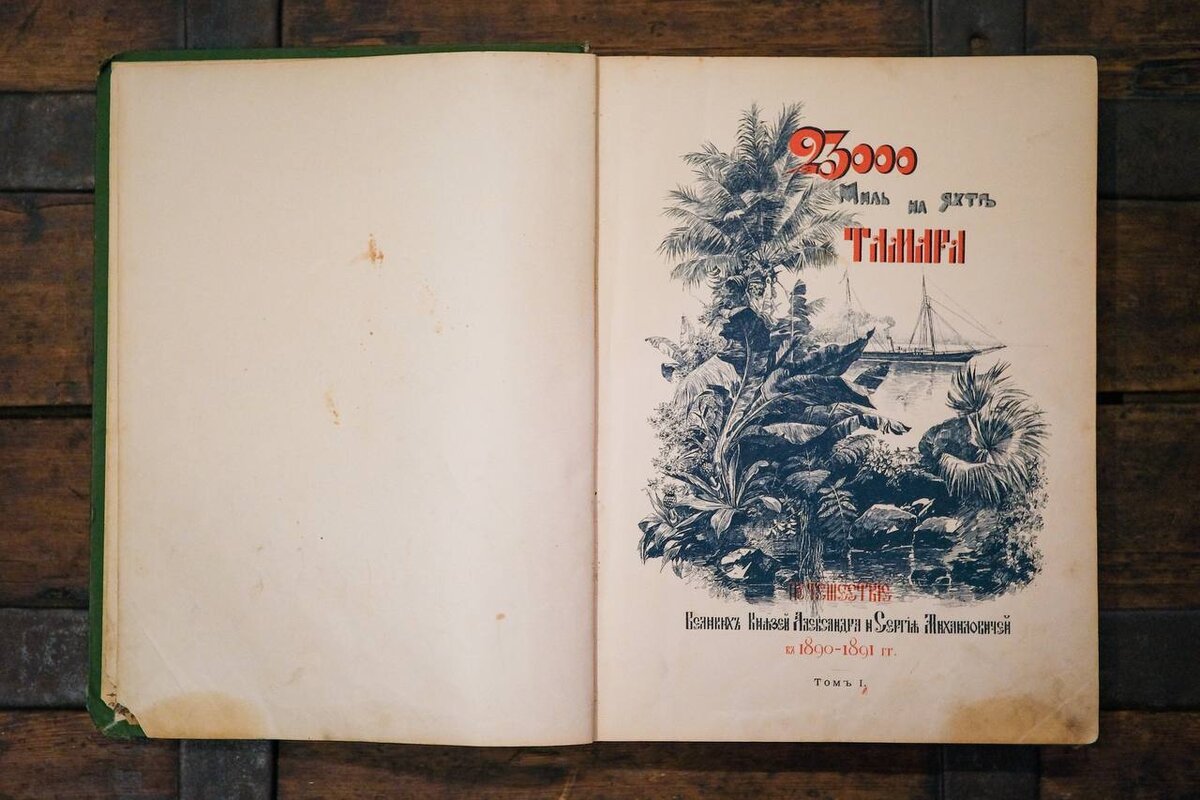 23000
Миль на яхтѣ
ТАМАРА
ПУТЕШЕСТВІЕ
Великихъ Князей Александра и Сергія Михаиловичей
въ 1890-1891 гг.
Томъ I.